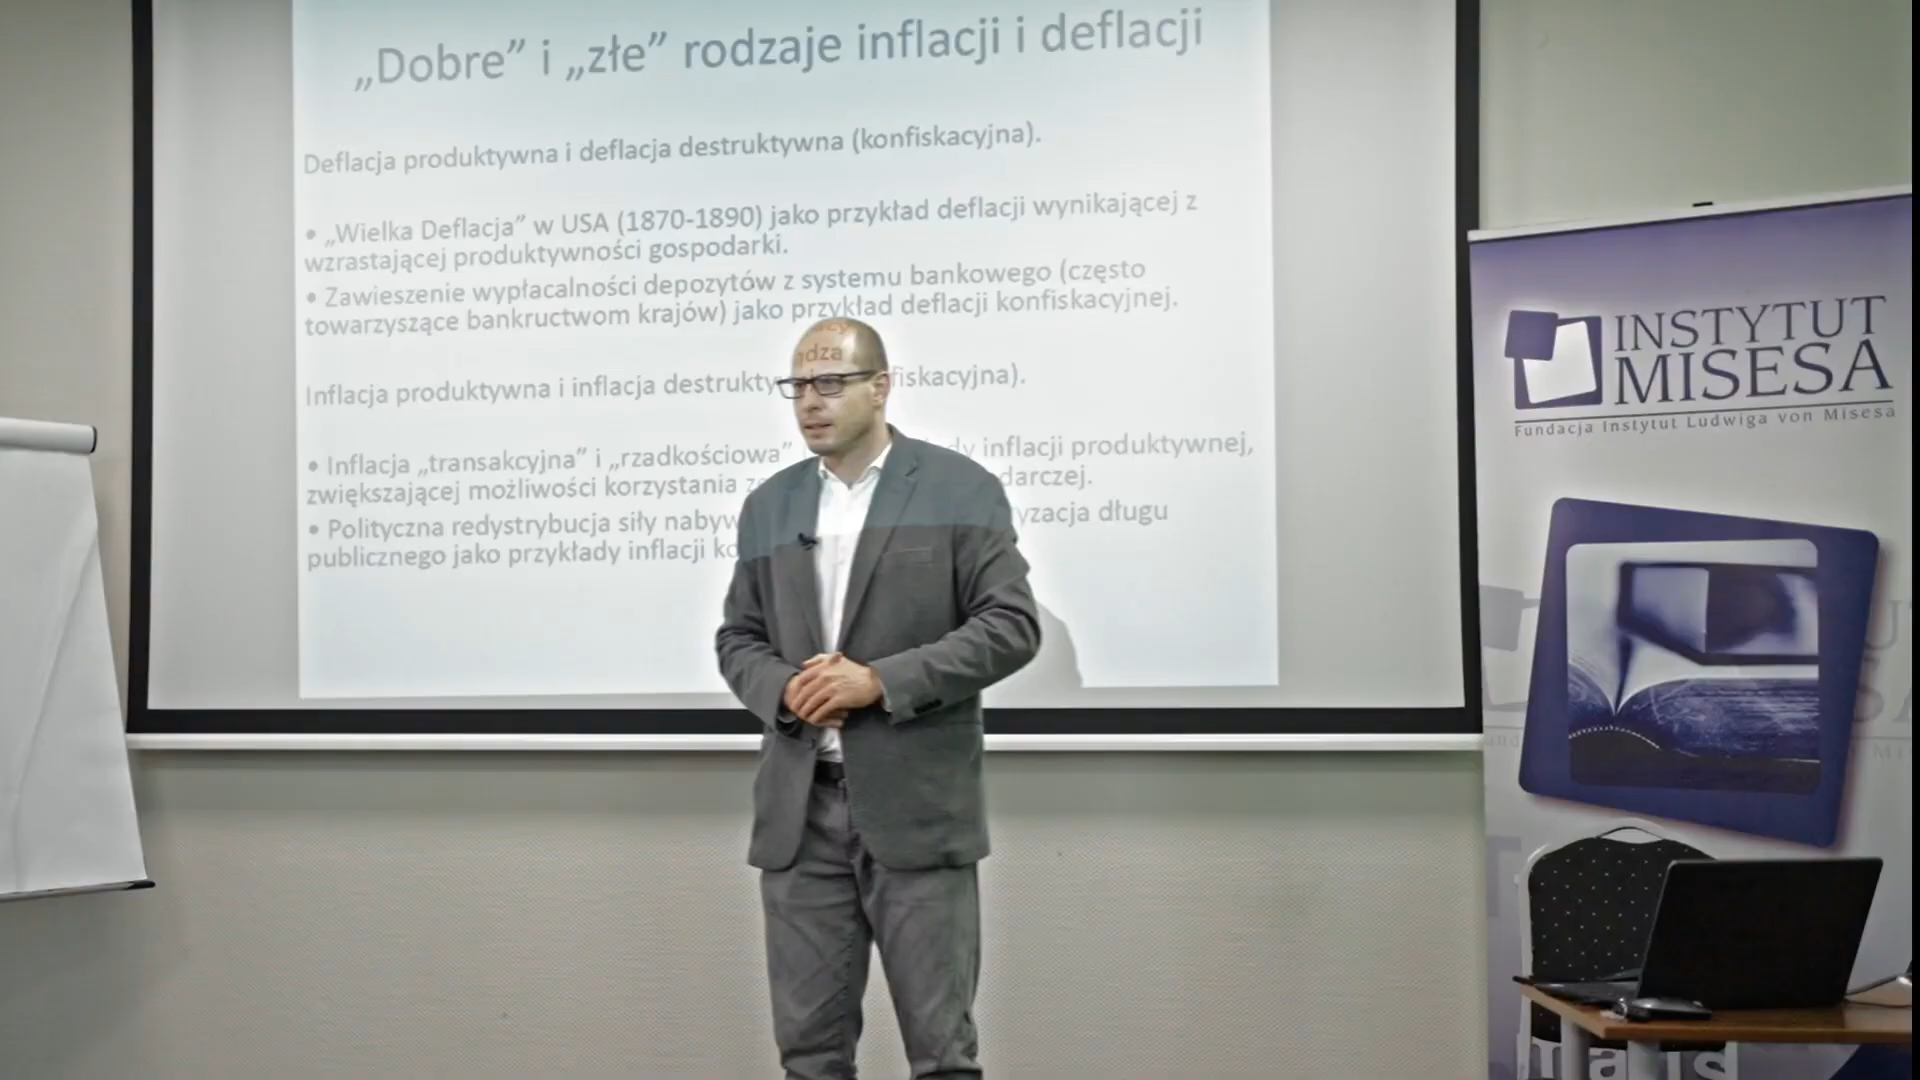 „Dobre” i „złe” rodzaje inflacji i deflacji
Deflacja produktywna i deflacja destruktywna (konfiskacyjna).
• „Wielka Deflacja” w USA (1870-1890) jako przykład deflacji wynikającej z
wzrastającej produktywności gospodarki.
• Zawieszenie wypłacalności depozytów z systemu bankowego (często
towarzyszące bankructwom krajów) jako przykład deflacji konfiskacyjnej.
Inflacja produktywna i inflacja destrukty fiskacyjna).
• Inflacja „transakcyjna” i „rzadkościowa” inflacji produktywnej,
zwiększającej możliwości korzystania darczej.
• Polityczna redystrybucja siły nabyw yzacja długu
publicznego jako przykłady inflacji
INSTYTUT
MISESA
Fundacja Instytut Ludwiga von Misesa